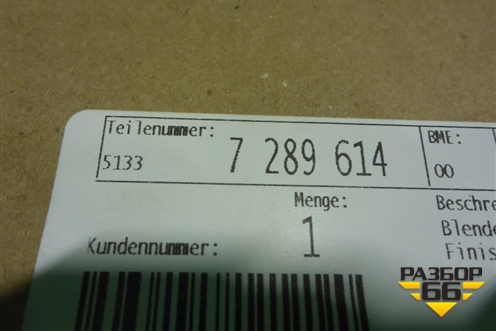 Teilenummer:
5133
7 289 614
BME:
00
Menge:
1
Beschre
Blende
Finis
Kundennummer:
РАЗБОР
66